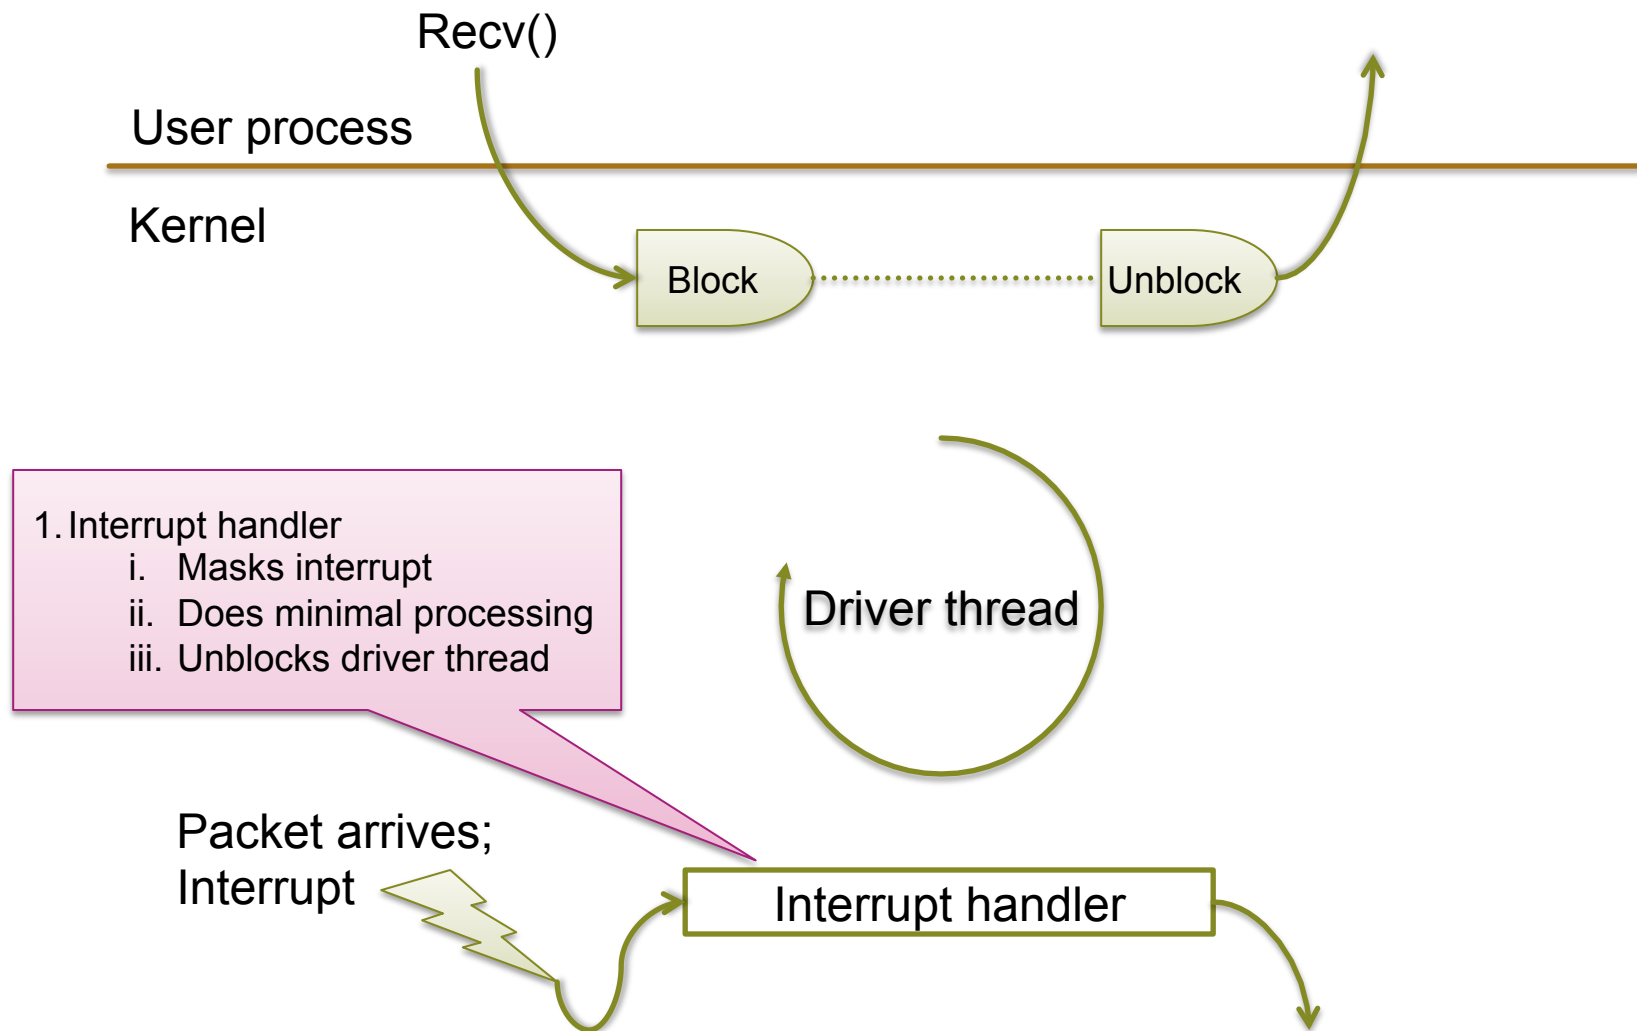 Recv()
User process
Kernel
Block
Unblock
1. Interrupt handler
i. Masks interrupt
ii. Does minimal processing
iii. Unblocks driver thread
Driver thread
Packet arrives;
Interrupt
Interrupt handler